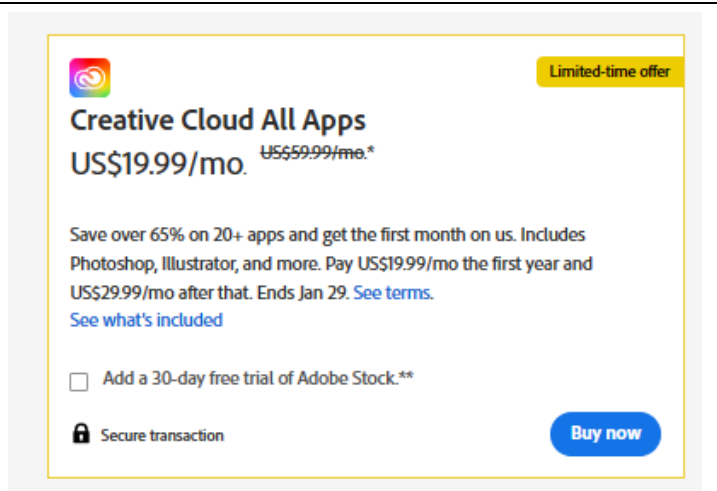 Limited-time offer
Creative Cloud All Apps
US$19.99/mo. US$59.99/mo.*
Save over 65% on 20+ apps and get the first month on us. Includes
Photoshop, Illustrator, and more. Pay US$19.99/mo the first year and
US$29.99/mo after that. Ends Jan 29. See terms.
See what's included
Add a 30-day free trial of Adobe Stock.**
Secure transaction
Buy now